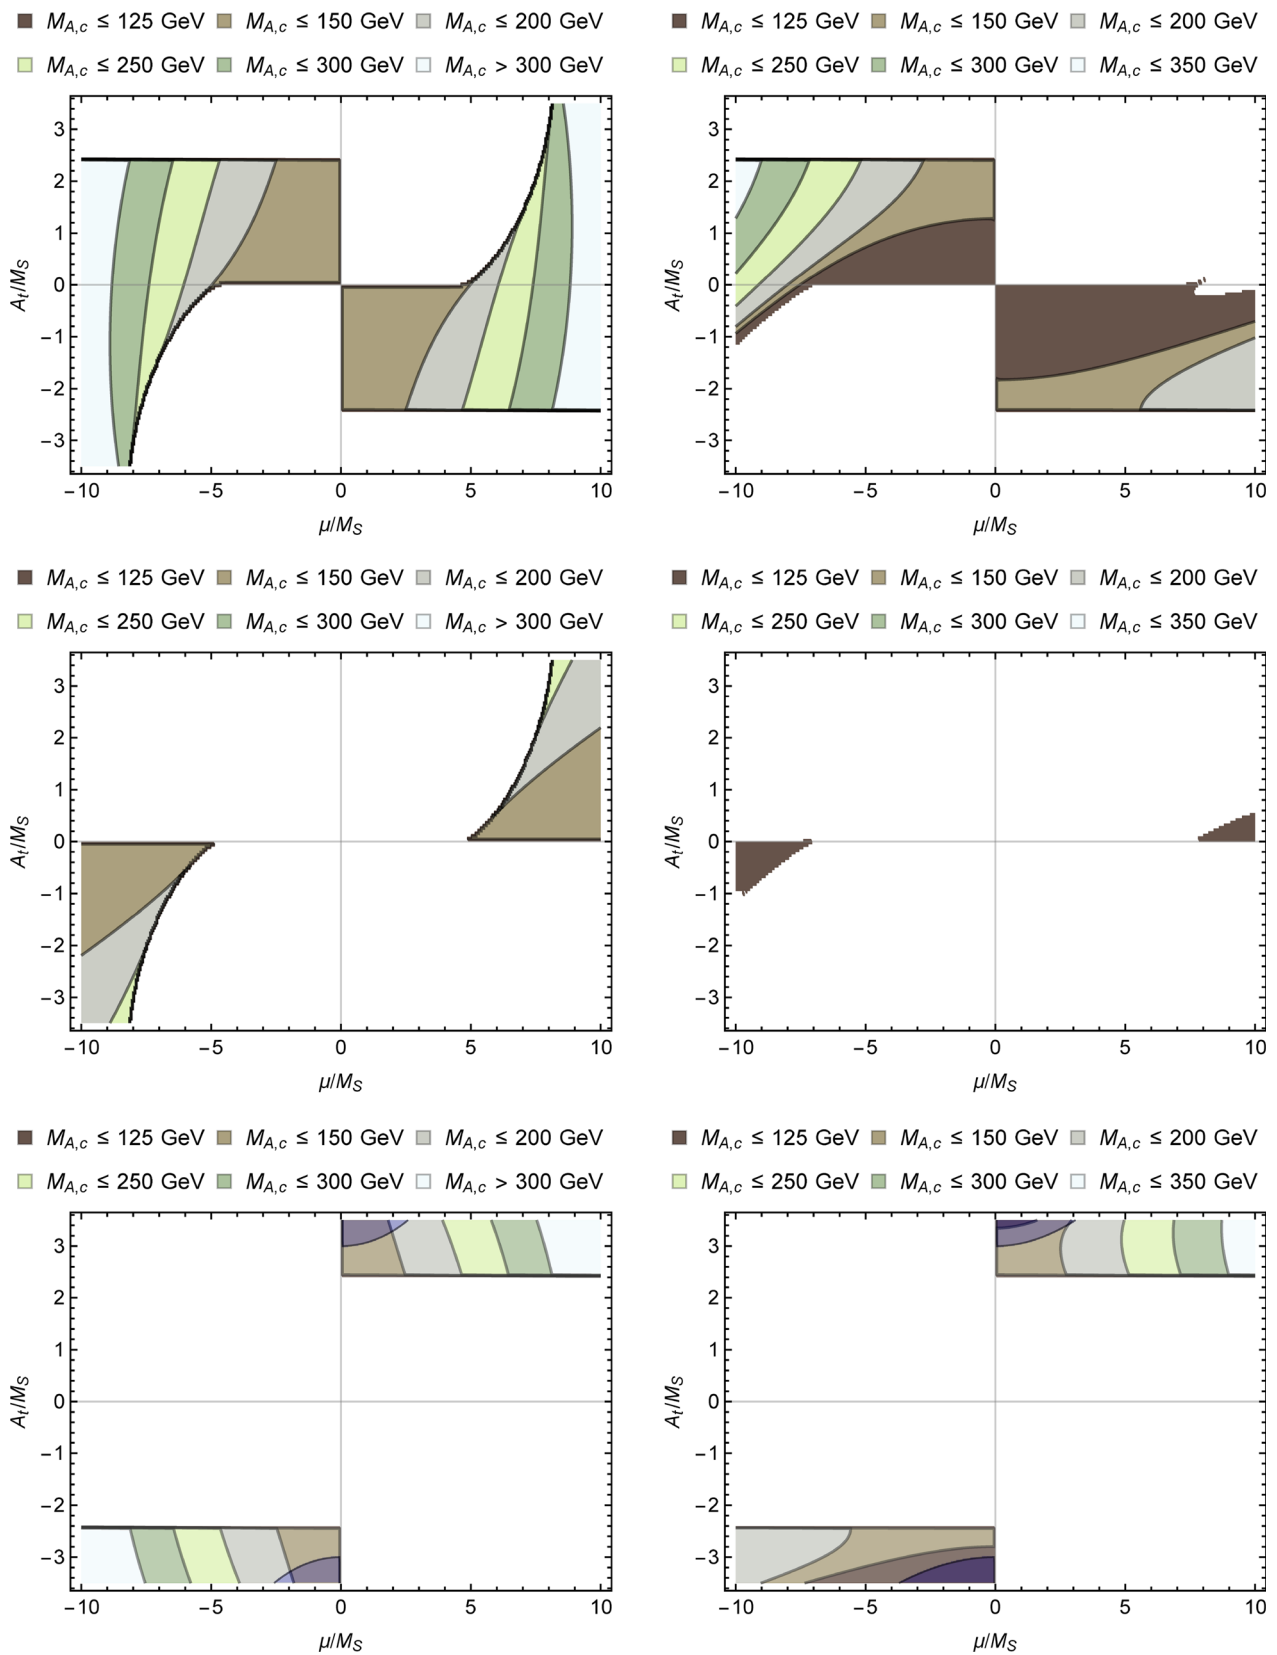 M_{A,c} ≤ 125 GeV M_{A,c} ≤ 150 GeV M_{A,c} ≤ 200 GeV
M_{A,c} ≤ 250 GeV M_{A,c} ≤ 300 GeV M_{A,c} > 300 GeV
3
2
1
0
−1
−2
−3
A_t/M_S
−10 −5 0 5 10
μ/M_S
M_{A,c} ≤ 125 GeV M_{A,c} ≤ 150 GeV M_{A,c} ≤ 200 GeV
M_{A,c} ≤ 250 GeV M_{A,c} ≤ 300 GeV M_{A,c} ≤ 350 GeV
3
2
1
0
−1
−2
−3
A_t/M_S
−10 −5 0 5 10
μ/M_S
M_{A,c} ≤ 125 GeV M_{A,c} ≤ 150 GeV M_{A,c} ≤ 200 GeV
M_{A,c} ≤ 250 GeV M_{A,c} ≤ 300 GeV M_{A,c} > 300 GeV
3
2
1
0
−1
−2
−3
A_t/M_S
−10 −5 0 5 10
μ/M_S
M_{A,c} ≤ 125 GeV M_{A,c} ≤ 150 GeV M_{A,c} ≤ 200 GeV
M_{A,c} ≤ 250 GeV M_{A,c} ≤ 300 GeV M_{A,c} ≤ 350 GeV
3
2
1
0
−1
−2
−3
A_t/M_S
−10 −5 0 5 10
μ/M_S
M_{A,c} ≤ 125 GeV M_{A,c} ≤ 150 GeV M_{A,c} ≤ 200 GeV
M_{A,c} ≤ 250 GeV M_{A,c} ≤ 300 GeV M_{A,c} > 300 GeV
3
2
1
0
−1
−2
−3
A_t/M_S
−10 −5 0 5 10
μ/M_S
M_{A,c} ≤ 125 GeV M_{A,c} ≤ 150 GeV M_{A,c} ≤ 200 GeV
M_{A,c} ≤ 250 GeV M_{A,c} ≤ 300 GeV M_{A,c} ≤ 350 GeV
3
2
1
0
−1
−2
−3
A_t/M_S
−10 −5 0 5 10
μ/M_S